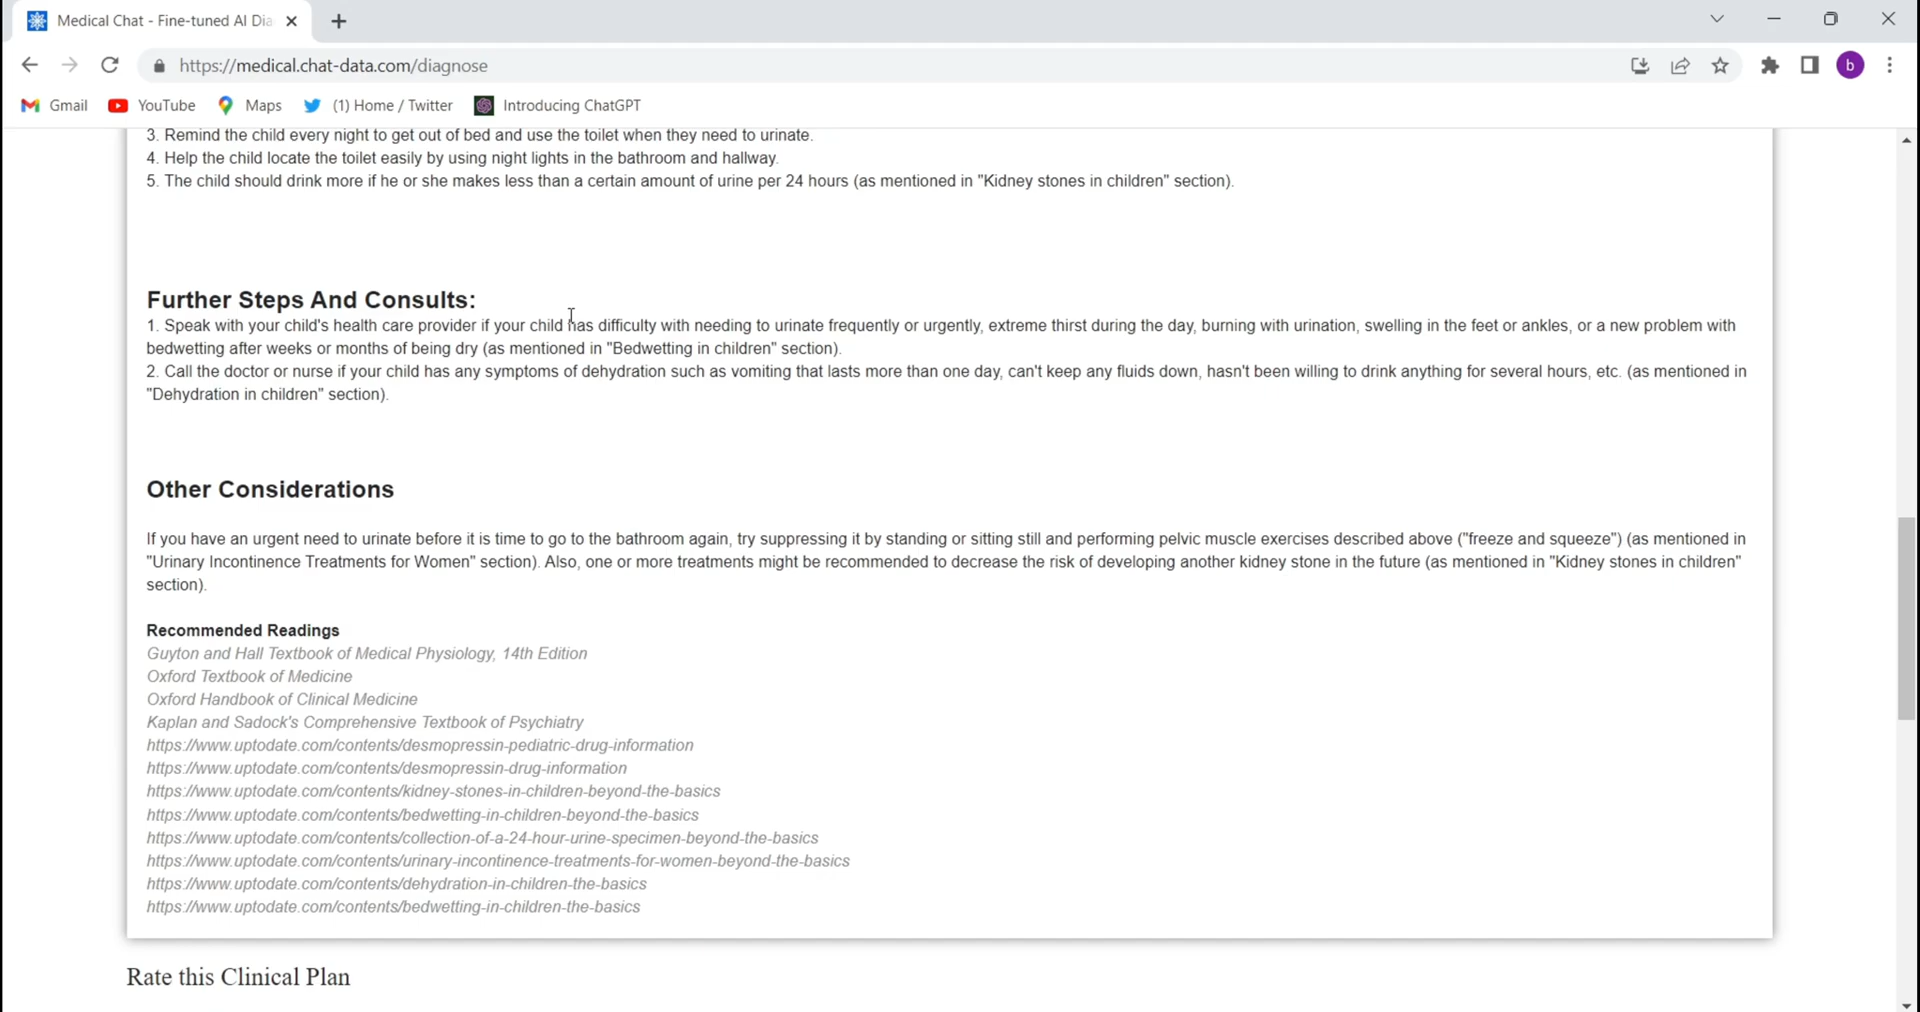 Medical Chat - Fine-tuned AI Dia
https://medical.chat-data.com/diagnose
b
Gmail YouTube Maps (1) Home / Twitter Introducing ChatGPT
3. Remind the child every night to get out of bed and use the toilet when they need to urinate.
4. Help the child locate the toilet easily by using night lights in the bathroom and hallway.
5. The child should drink more if he or she makes less than a certain amount of urine per 24 hours (as mentioned in "Kidney stones in children" section).
Further Steps And Consults:
1. Speak with your child's health care provider if your child has difficulty with needing to urinate frequently or urgently, extreme thirst during the day, burning with urination, swelling in the feet or ankles, or a new problem with
bedwetting after weeks or months of being dry (as mentioned in "Bedwetting in children" section).
2. Call the doctor or nurse if your child has any symptoms of dehydration such as vomiting that lasts more than one day, can't keep any fluids down, hasn't been willing to drink anything for several hours, etc. (as mentioned in
"Dehydration in children" section).
Other Considerations
If you have an urgent need to urinate before it is time to go to the bathroom again, try suppressing it by standing or sitting still and performing pelvic muscle exercises described above ("freeze and squeeze") (as mentioned in
"Urinary Incontinence Treatments for Women" section). Also, one or more treatments might be recommended to decrease the risk of developing another kidney stone in the future (as mentioned in "Kidney stones in children"
section).
Recommended Readings
Guyton and Hall Textbook of Medical Physiology, 14th Edition
Oxford Textbook of Medicine
Oxford Handbook of Clinical Medicine
Kaplan and Sadock's Comprehensive Textbook of Psychiatry
https://www.uptodate.com/contents/desmopressin-pediatric-drug-information
https://www.uptodate.com/contents/desmopressin-drug-information
https://www.uptodate.com/contents/kidney-stones-in-children-beyond-the-basics
https://www.uptodate.com/contents/bedwetting-in-children-beyond-the-basics
https://www.uptodate.com/contents/collection-of-a-24-hour-urine-specimen-beyond-the-basics
https://www.uptodate.com/contents/urinary-incontinence-treatments-for-women-beyond-the-basics
https://www.uptodate.com/contents/dehydration-in-children-the-basics
https://www.uptodate.com/contents/bedwetting-in-children-the-basics
Rate this Clinical Plan